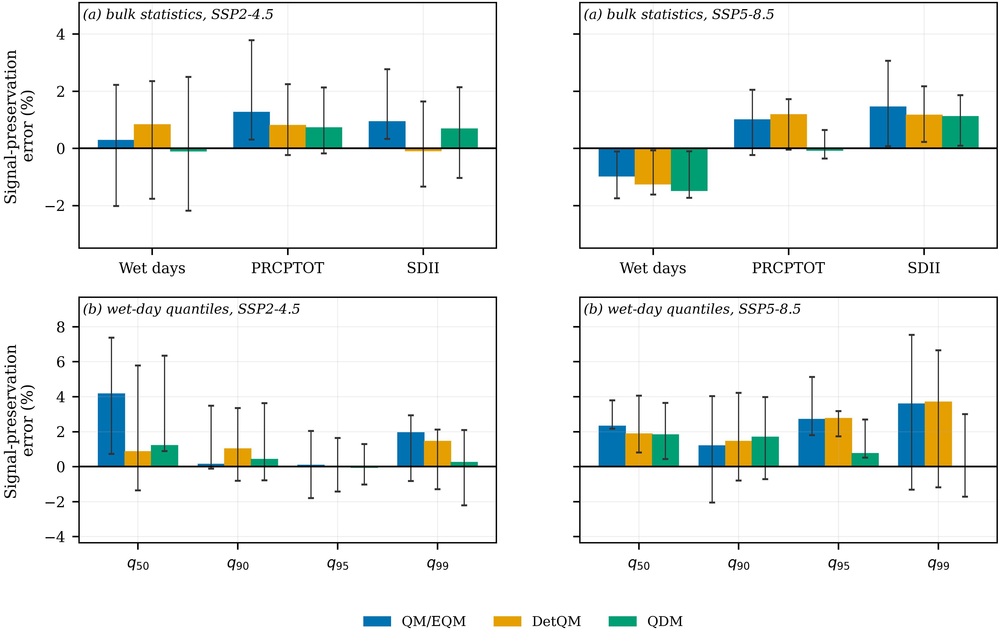 (a) bulk statistics, SSP2-4.5
(a) bulk statistics, SSP5-8.5
Signal-preservation
error (%)
4
2
0
−2
Wet days PRCPTOT SDII
Wet days PRCPTOT SDII
(b) wet-day quantiles, SSP2-4.5
(b) wet-day quantiles, SSP5-8.5
Signal-preservation
error (%)
8
6
4
2
0
−2
−4
q50 q90 q95 q99
q50 q90 q95 q99
QM/EQM DetQM QDM